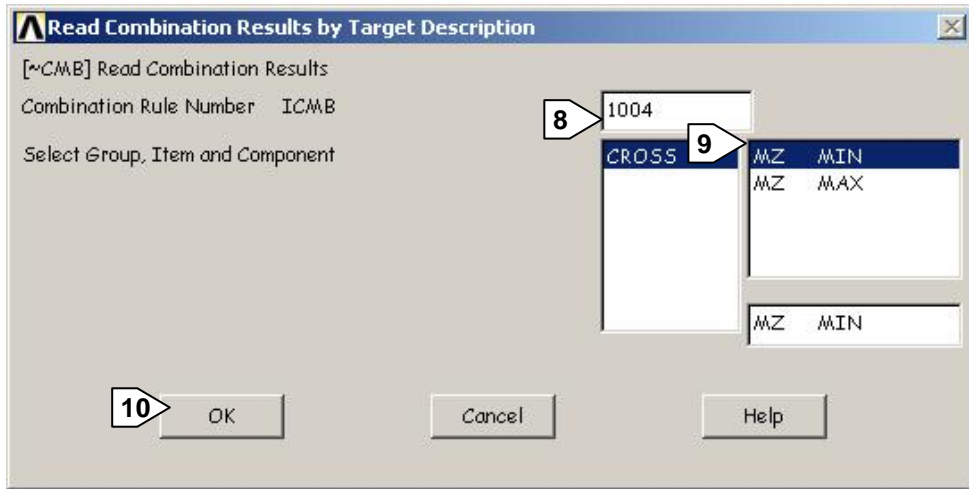 Read Combination Results by Target Description
[~CMB] Read Combination Results
Combination Rule Number ICMB
8
1004
Select Group, Item and Component
CROSS
9
MZ MIN
MZ MAX
MZ MIN
10
OK
Cancel
Help